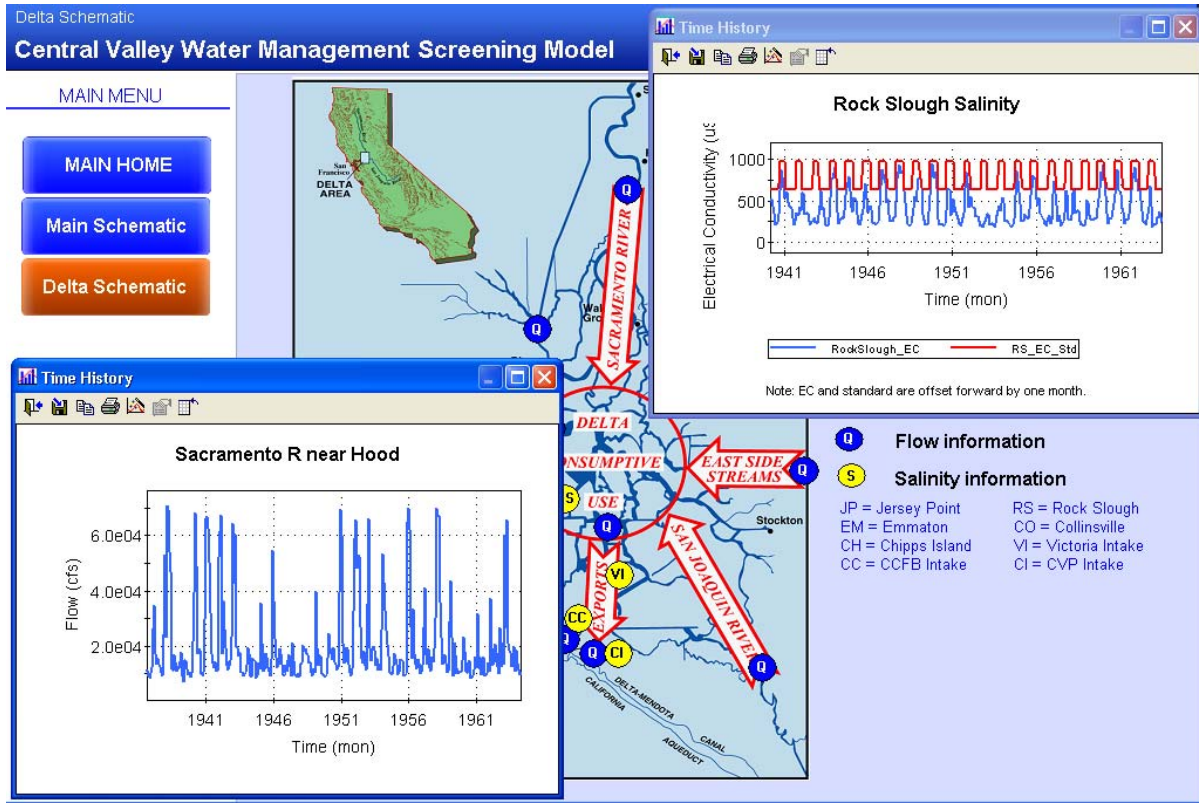 Delta Schematic
Central Valley Water Management Screening Model
MAIN MENU
MAIN HOME
Main Schematic
Delta Schematic
San
Francisco
DELTA
AREA
Q
SACRAMENTO RIVER
Q
DELTA
USE
EAST SIDE
STREAMS
Q
S
Q
Stockton
EXPORTS
VI
CC
Q
CI
SAN JOAQUIN RIVER
Q
DELTA-MENDOTA
CANAL
CALIFORNIA
AQUEDUCT
Time History
Rock Slough Salinity
Electrical Conductivity (us
1000
500
0
1941 1946 1951 1956 1961
Time (mon)
RockSlough_EC RS_EC_Std
Note: EC and standard are offset forward by one month.
Q Flow information
S Salinity information
JP = Jersey Point RS = Rock Slough
EM = Emmaton CO = Collinsville
CH = Chipps Island VI = Victoria Intake
CC = CCFB Intake CI = CVP Intake
Time History
Sacramento R near Hood
Flow (cfs)
6.0e04
4.0e04
2.0e04
1941 1946 1951 1956 1961
Time (mon)